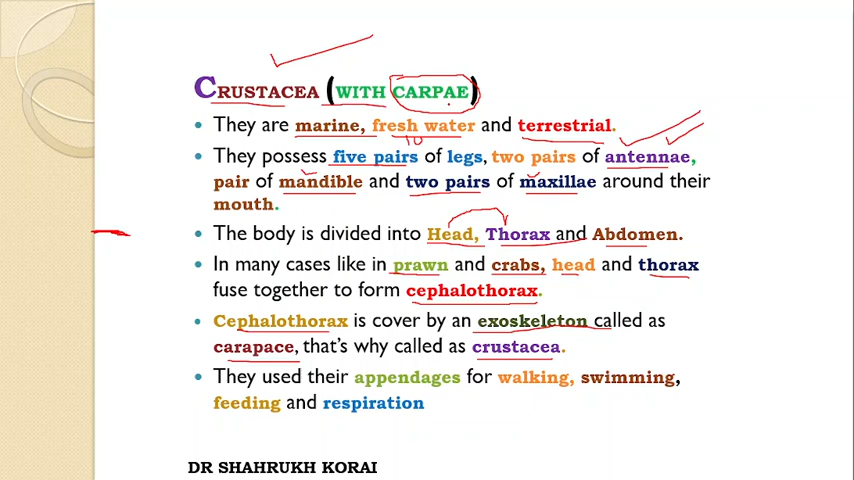 CRUSTACEA (WITH CARPAE)
• They are marine, fresh water and terrestrial.
10
• They possess five pairs of legs, two pairs of antennae,
pair of mandible and two pairs of maxillae around their
mouth.
• The body is divided into Head, Thorax and Abdomen.
• In many cases like in prawn and crabs, head and thorax
fuse together to form cephalothorax.
• Cephalothorax is cover by an exoskeleton called as
carapace, that's why called as crustacea.
• They used their appendages for walking, swimming,
feeding and respiration
DR SHAHRUKH KORAI